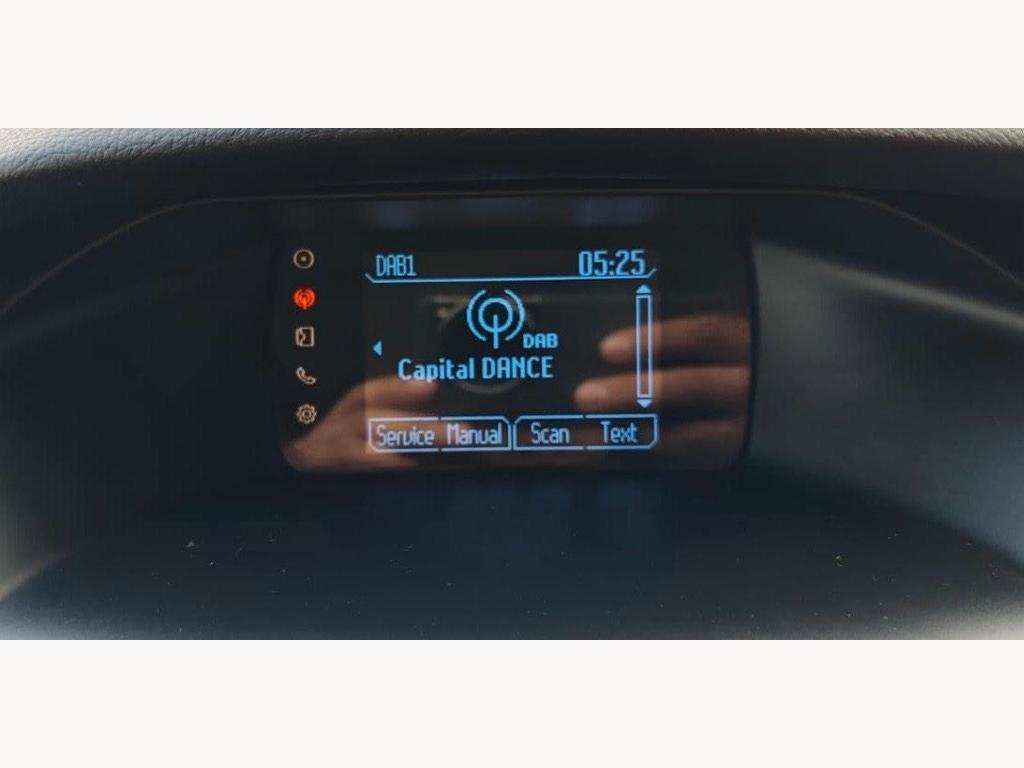 DAB1 05:25
DAB
Capital DANCE
Service Manual Scan Text